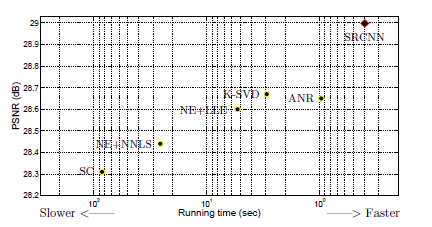 29
SRCNN
28.9
28.8
28.7
K-SVD
ANR
28.6
NE+LLE
28.5
NE+NNLS
28.4
28.3
SC
28.2
PSNR (dB)
10² 10¹ 10⁰
Slower <— Running time (sec) —> Faster